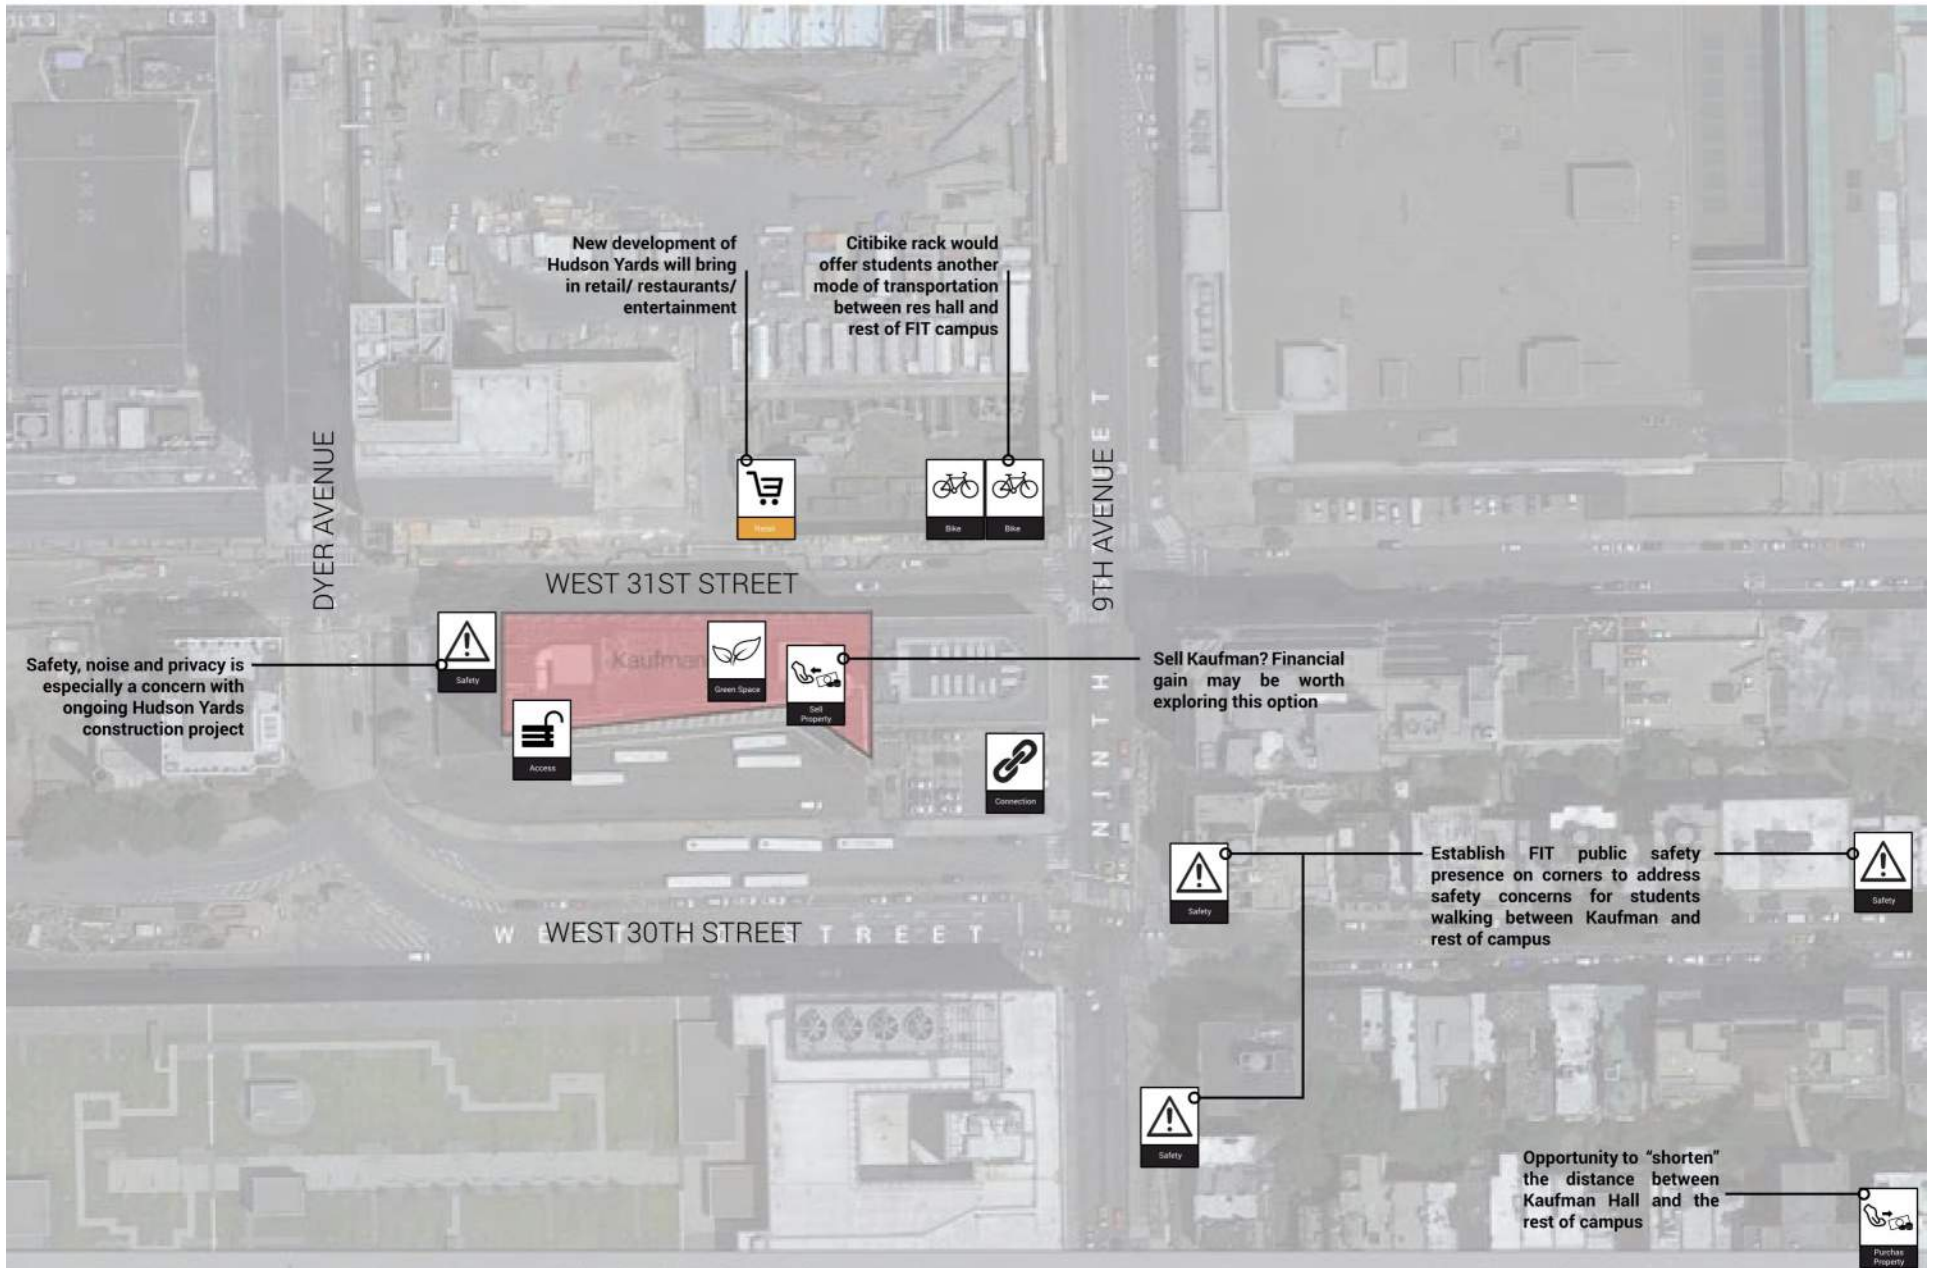 New development of
Hudson Yards will bring
in retail/ restaurants/
entertainment
Citibike rack would
offer students another
mode of transportation
between res hall and
rest of FIT campus
DYER AVENUE
9TH AVENUE
E T
Retail
Bike
Bike
WEST 31ST STREET
Safety
Kaufman
Green Space
Sell
Property
Access
Safety, noise and privacy is
especially a concern with
ongoing Hudson Yards
construction project
Sell Kaufman? Financial
gain may be worth
exploring this option
Connection
N I N T H
Safety
Establish FIT public safety
presence on corners to address
safety concerns for students
walking between Kaufman and
rest of campus
Safety
WEST 30TH STREET
W E S T R E E T
Safety
Opportunity to “shorten”
the distance between
Kaufman Hall and the
rest of campus
Purchas
Property